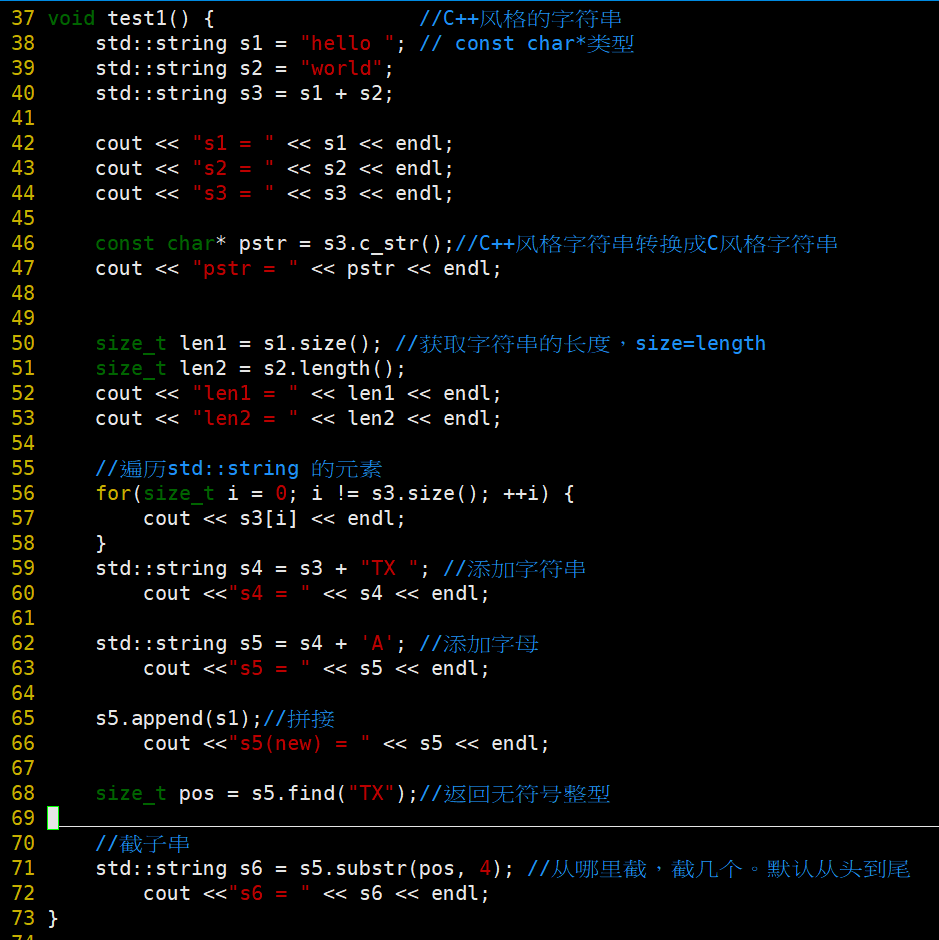 37 void test1() {                 //C++风格的字符串
38     std::string s1 = "hello "; // const char*类型
39     std::string s2 = "world";
40     std::string s3 = s1 + s2;
41
42     cout << "s1 = " << s1 << endl;
43     cout << "s2 = " << s2 << endl;
44     cout << "s3 = " << s3 << endl;
45
46     const char* pstr = s3.c_str();//C++风格字符串转换成C风格字符串
47     cout << "pstr = " << pstr << endl;
48
49
50     size_t len1 = s1.size(); //获取字符串的长度，size=length
51     size_t len2 = s2.length();
52     cout << "len1 = " << len1 << endl;
53     cout << "len2 = " << len2 << endl;
54
55     //遍历std::string 的元素
56     for(size_t i = 0; i != s3.size(); ++i) {
57         cout << s3[i] << endl;
58     }
59     std::string s4 = s3 + "TX "; //添加字符串
60         cout <<"s4 = " << s4 << endl;
61
62     std::string s5 = s4 + 'A'; //添加字母
63         cout <<"s5 = " << s5 << endl;
64
65     s5.append(s1);//拼接
66         cout <<"s5(new) = " << s5 << endl;
67
68     size_t pos = s5.find("TX");//返回无符号整型
69
70     //截子串
71     std::string s6 = s5.substr(pos, 4); //从哪里截，截几个。默认从头到尾
72         cout <<"s6 = " << s6 << endl;
73 }
74